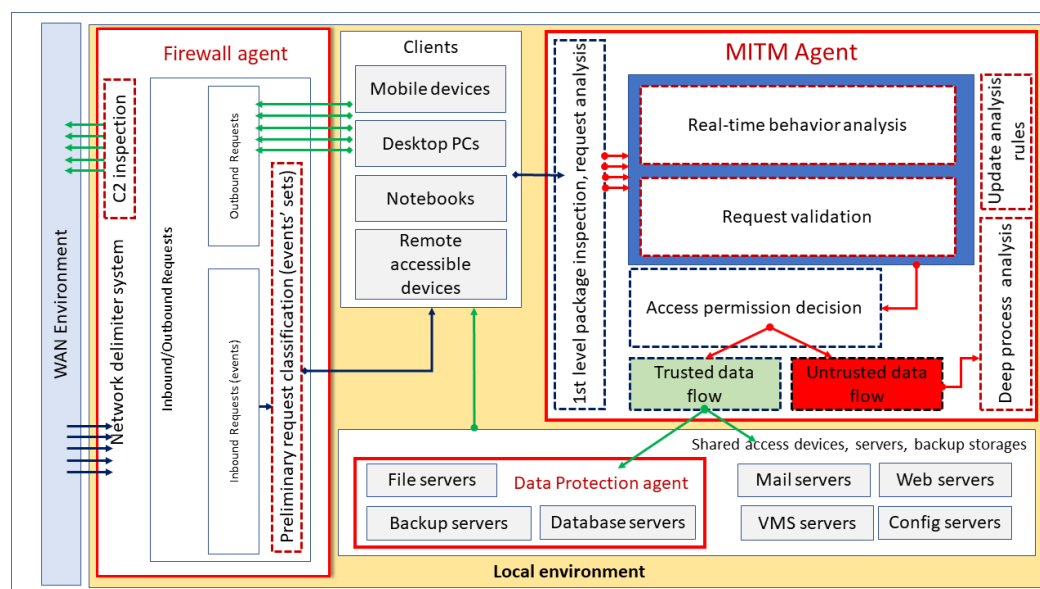 WAN Environment
Firewall agent
C2 inspection
Network delimiter system
Inbound/Outbound Requests
Outbound Requests
Inbound Requests (events)
Preliminary request classification (events' sets)
Clients
Mobile devices
Desktop PCs
Notebooks
Remote
accessible
devices
MITM Agent
1st level package inspection, request analysis
Real-time behavior analysis
Request validation
Update analysis
rules
Deep process analysis
Access permission decision
Trusted data
flow
Untrusted data
flow
Shared access devices, servers, backup storages
File servers
Data Protection agent
Backup servers
Database servers
Mail servers
Web servers
VMS servers
Config servers
Local environment